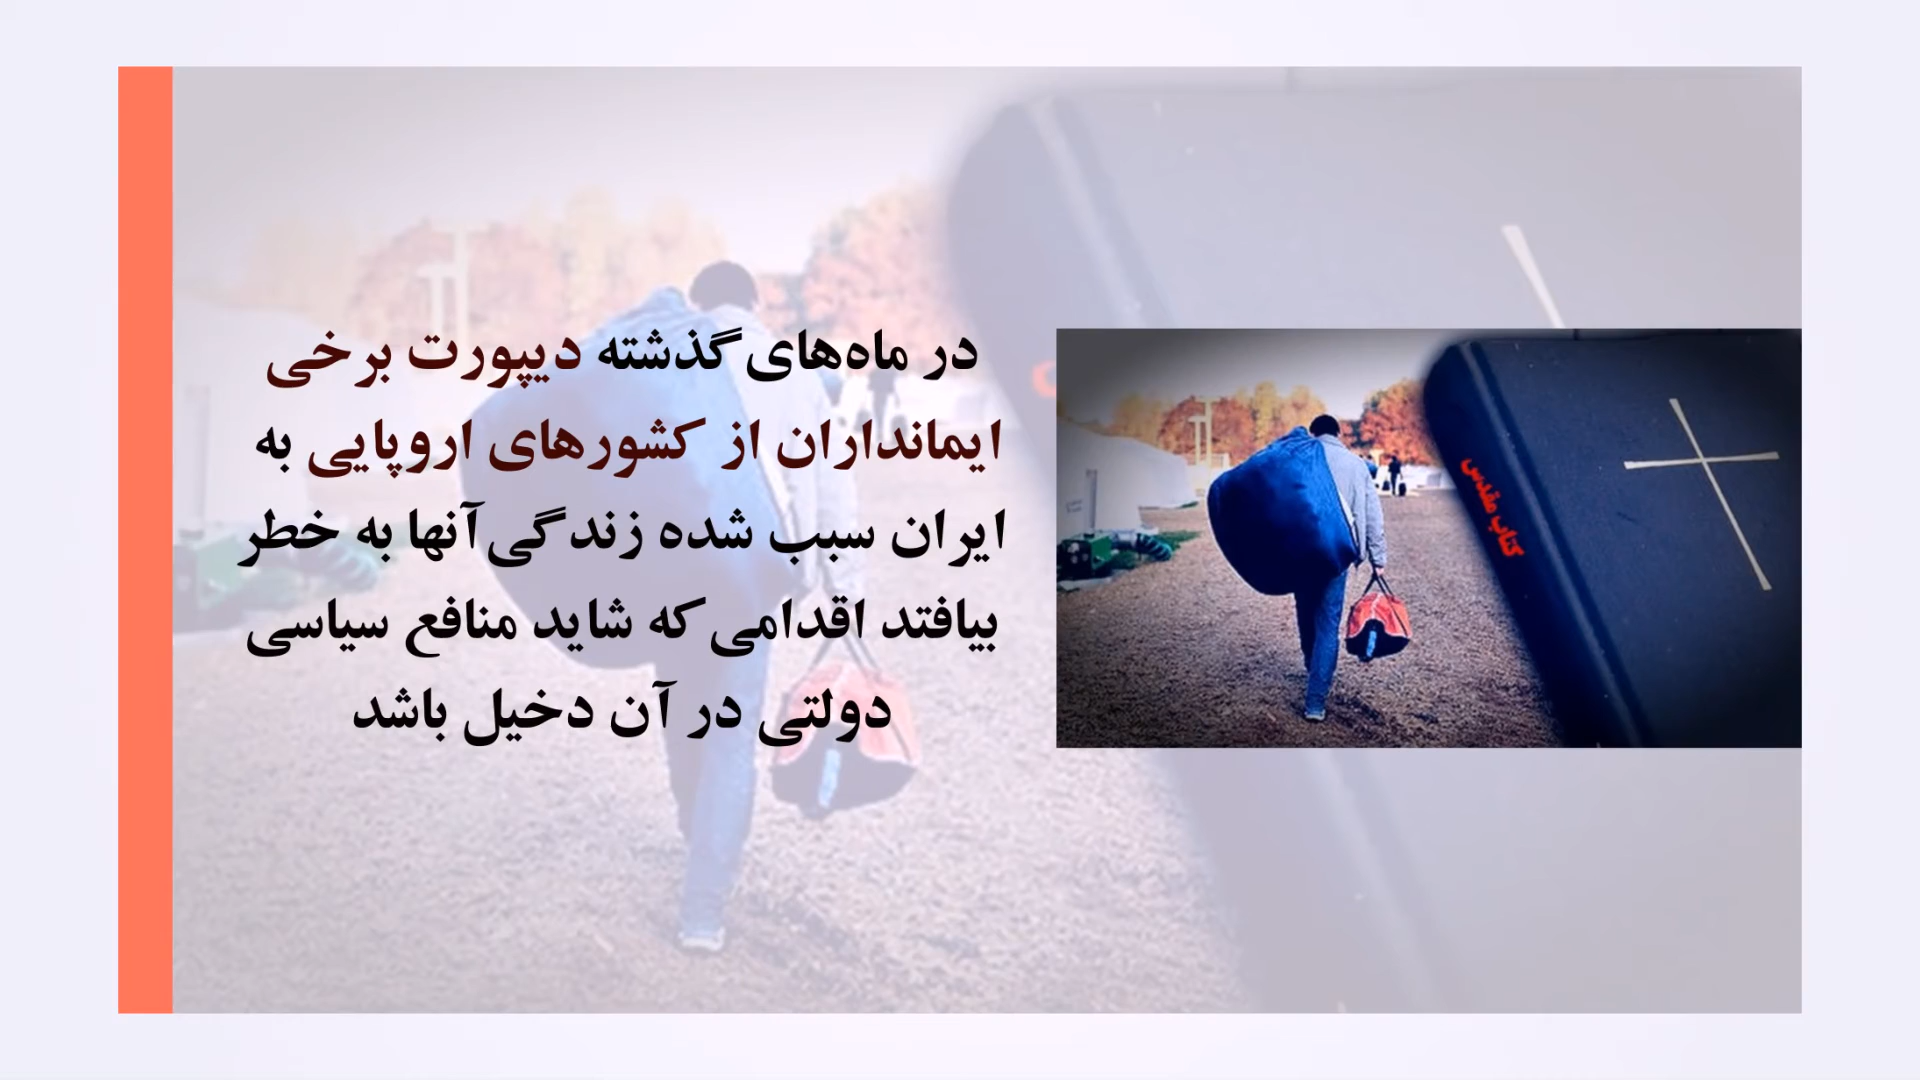 در ماه‌های گذشته دیپورت برخی
ایمانداران از کشورهای اروپایی به
ایران سبب شده زندگی آنها به خطر
بیافتد اقدامی که شاید منافع سیاسی
دولتی در آن دخیل باشد
کتاب مقدس